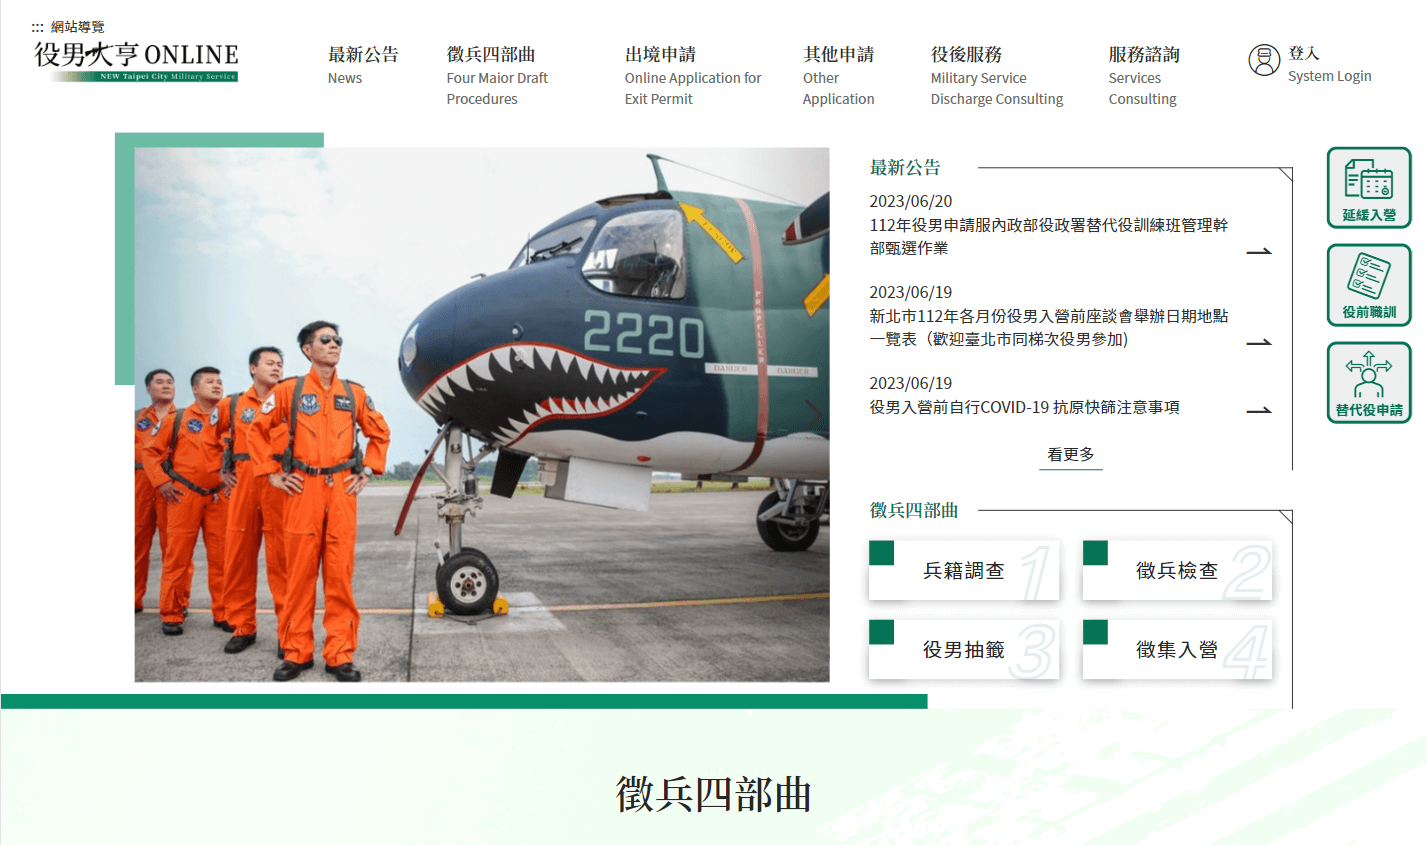 ::: 網站導覽
役男大亨 ONLINE
NEW Taipei City Military Service
最新公告
News
徵兵四部曲
Four Maior Draft
Procedures
出境申請
Online Application for
Exit Permit
其他申請
Other
Application
役後服務
Military Service
Discharge Consulting
服務諮詢
Services
Consulting
登入
System Login
2220
PROPELLER
DANGER
DANGER
最新公告
2023/06/20
112年役男申請服內政部役政署替代役訓練班管理幹
部甄選作業
2023/06/19
新北市112年各月份役男入營前座談會舉辦日期地點
一覽表（歡迎臺北市同梯次役男參加)
2023/06/19
役男入營前自行COVID-19 抗原快篩注意事項
看更多
延緩入營
役前職訓
替代役申請
徵兵四部曲
兵籍調查 1
徵兵檢查 2
役男抽籤 3
徵集入營 4
徵兵四部曲